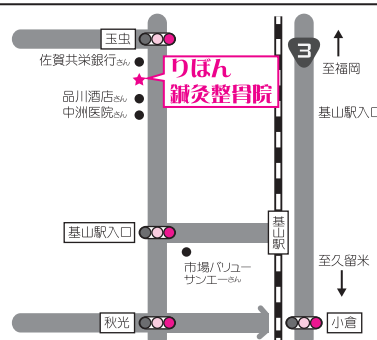 玉虫
佐賀共栄銀行さん
りぼん
鍼灸整骨院
3
至福岡
品川酒店さん
中洲医院さん
基山駅入口
基山駅入口
基山駅
市場バリュー
サンエーさん
至久留米
秋光
小倉